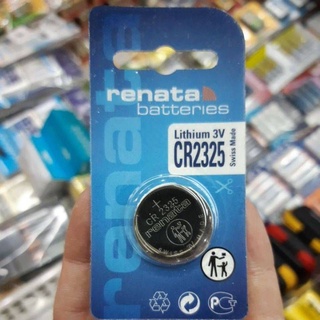 renata
batteries
Lithium 3V
CR2325
Swiss Made
+
CR 2325
renata